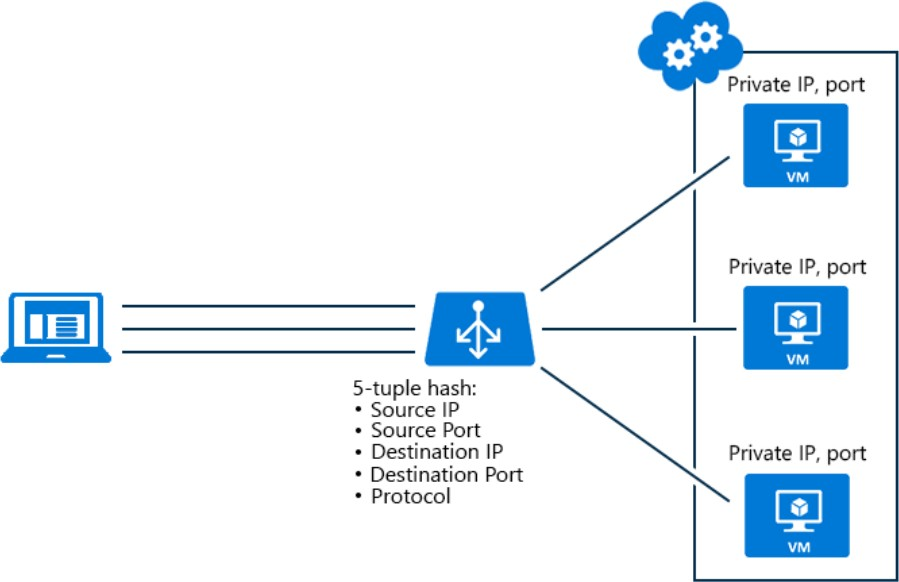 Private IP, port
VM
Private IP, port
VM
5-tuple hash:
• Source IP
• Source Port
• Destination IP
• Destination Port
• Protocol
Private IP, port
VM